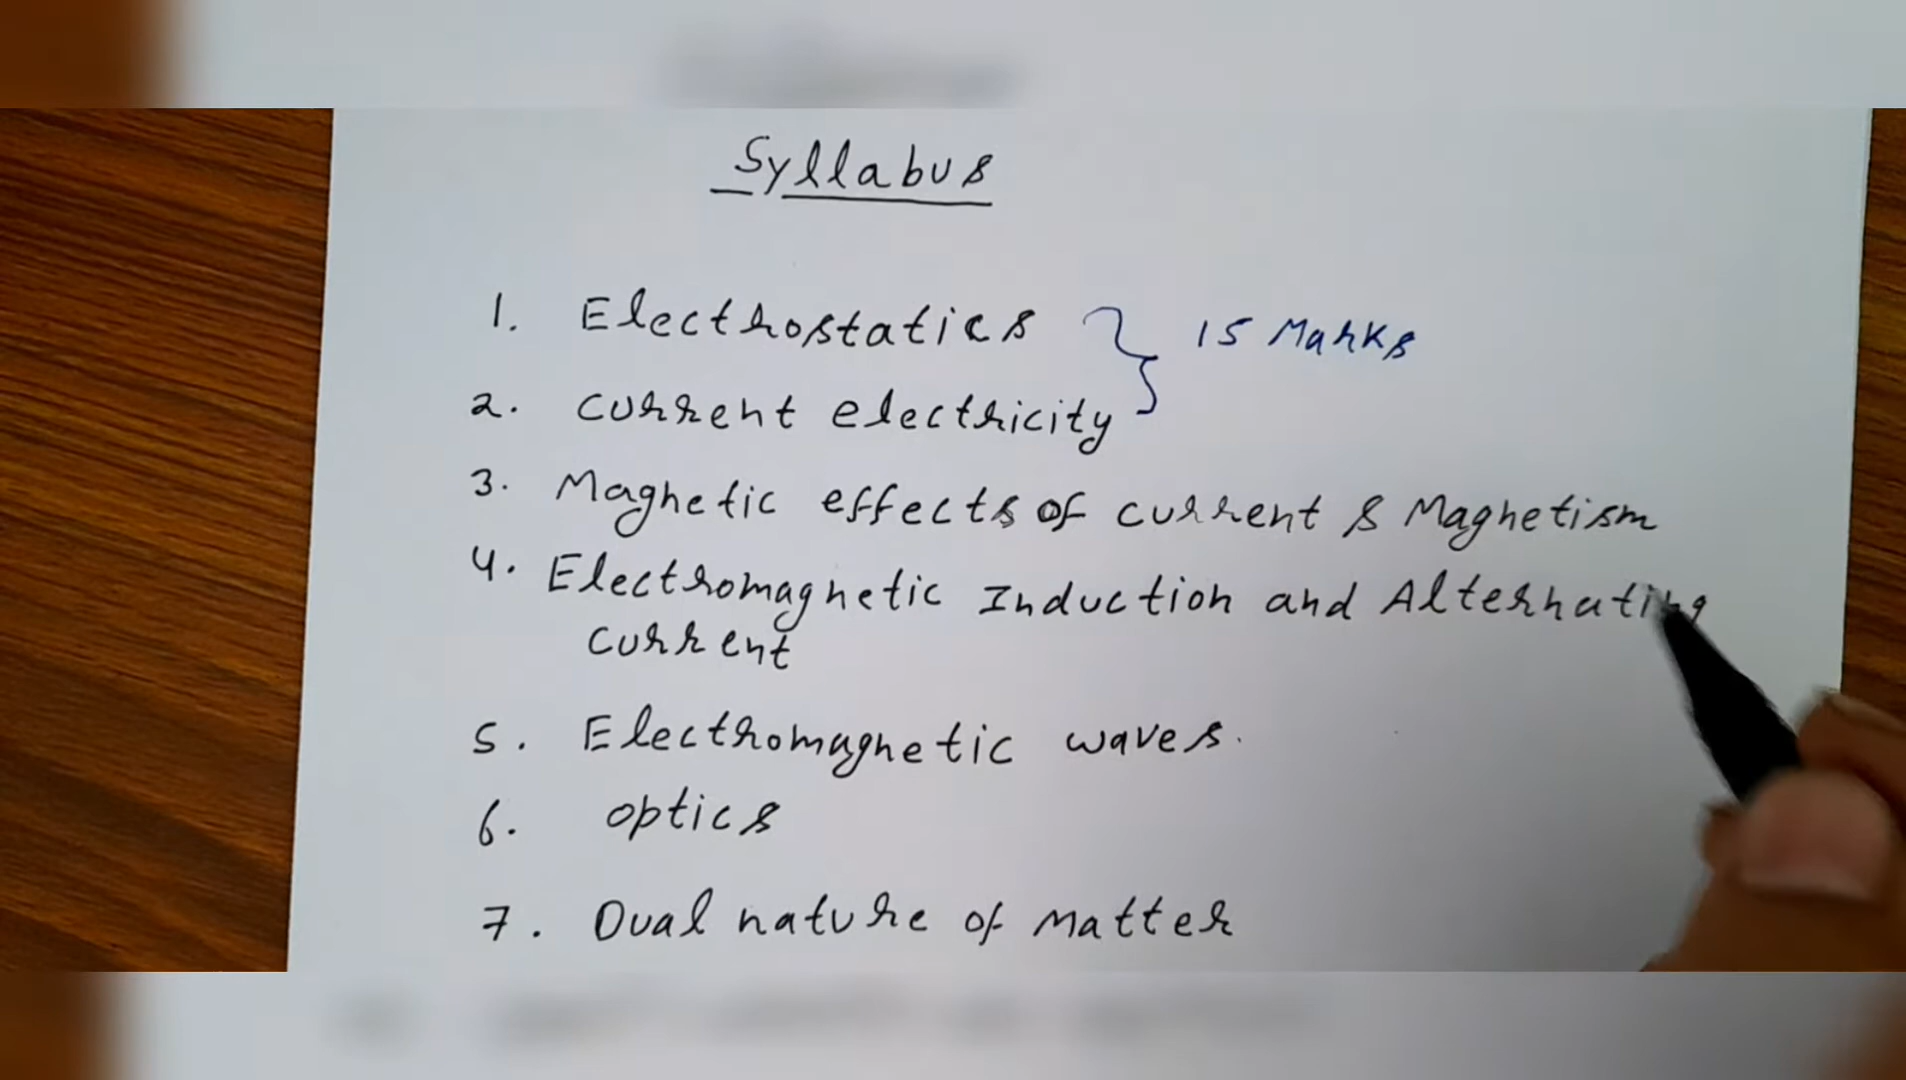 Syllabus
1. Electrostatics } 15 Marks
2. current electricity
3. Magnetic effects of current & Magnetism
4. Electromagnetic Induction and Alternating
current
5. Electromagnetic waves.
6. optics
7. Dual nature of Matter